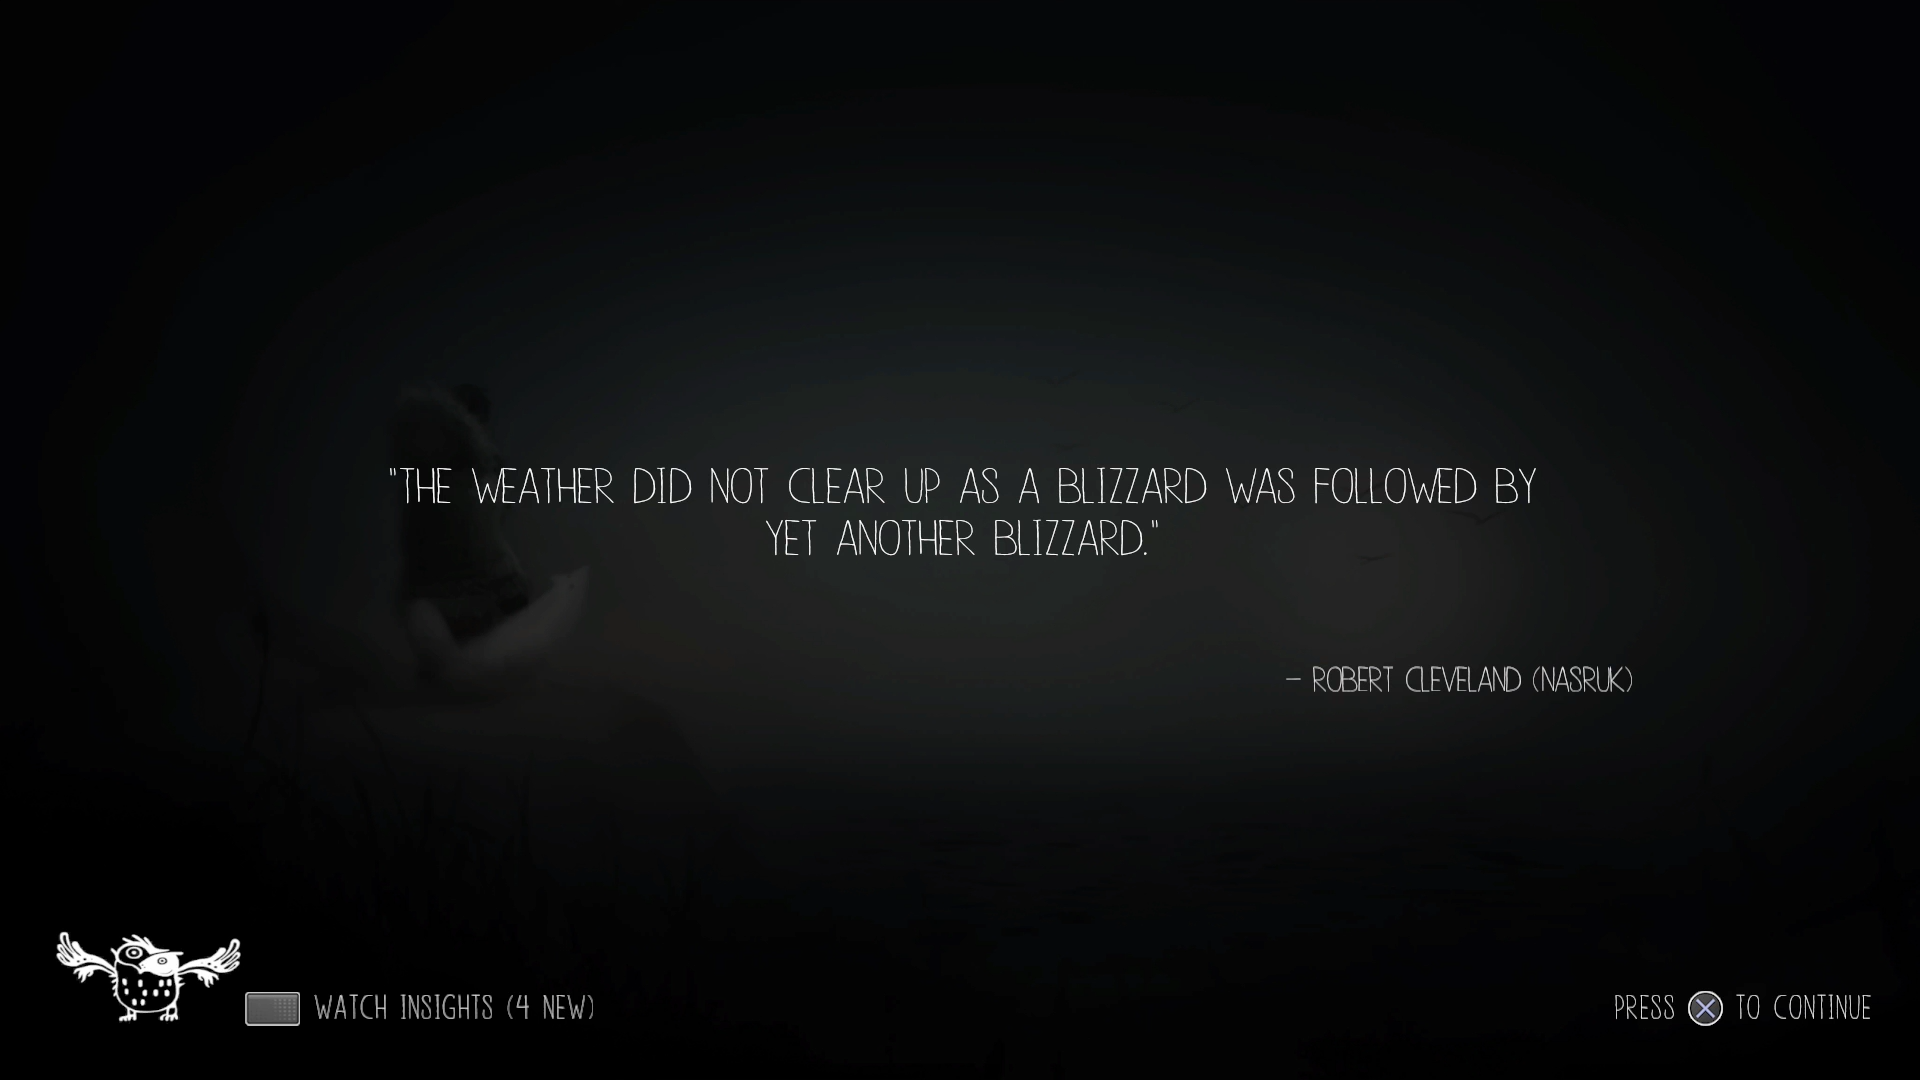 "THE WEATHER DID NOT CLEAR UP AS A BLIZZARD WAS FOLLOWED BY
YET ANOTHER BLIZZARD."
– ROBERT CLEVELAND (NASRUK)
WATCH INSIGHTS (4 NEW)
PRESS TO CONTINUE